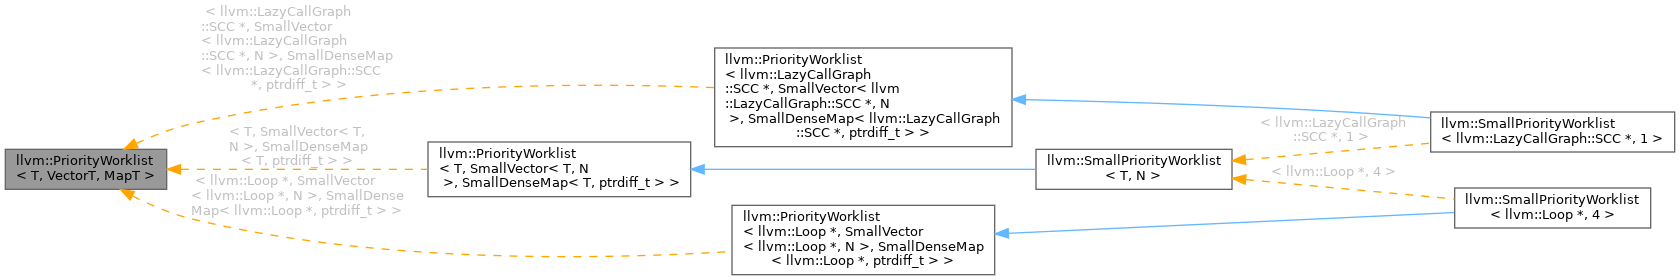 < llvm::LazyCallGraph
::SCC *, SmallVector
< llvm::LazyCallGraph
::SCC *, N >, SmallDenseMap
< llvm::LazyCallGraph::SCC
*, ptrdiff_t > >
llvm::PriorityWorklist
< llvm::LazyCallGraph
::SCC *, SmallVector< llvm
::LazyCallGraph::SCC *, N
>, SmallDenseMap< llvm::LazyCallGraph
::SCC *, ptrdiff_t > >
llvm::SmallPriorityWorklist
< llvm::LazyCallGraph::SCC *, 1 >
< llvm::LazyCallGraph
::SCC *, 1 >
< T, SmallVector< T,
N >, SmallDenseMap
< T, ptrdiff_t > >
llvm::PriorityWorklist
< T, VectorT, MapT >
llvm::PriorityWorklist
< T, SmallVector< T, N
>, SmallDenseMap< T, ptrdiff_t > >
llvm::SmallPriorityWorklist
< T, N >
< llvm::Loop *, 4 >
< llvm::Loop *, SmallVector
< llvm::Loop *, N >, SmallDense
Map< llvm::Loop *, ptrdiff_t > >
llvm::SmallPriorityWorklist
< llvm::Loop *, 4 >
llvm::PriorityWorklist
< llvm::Loop *, SmallVector
< llvm::Loop *, N >, SmallDenseMap
< llvm::Loop *, ptrdiff_t > >